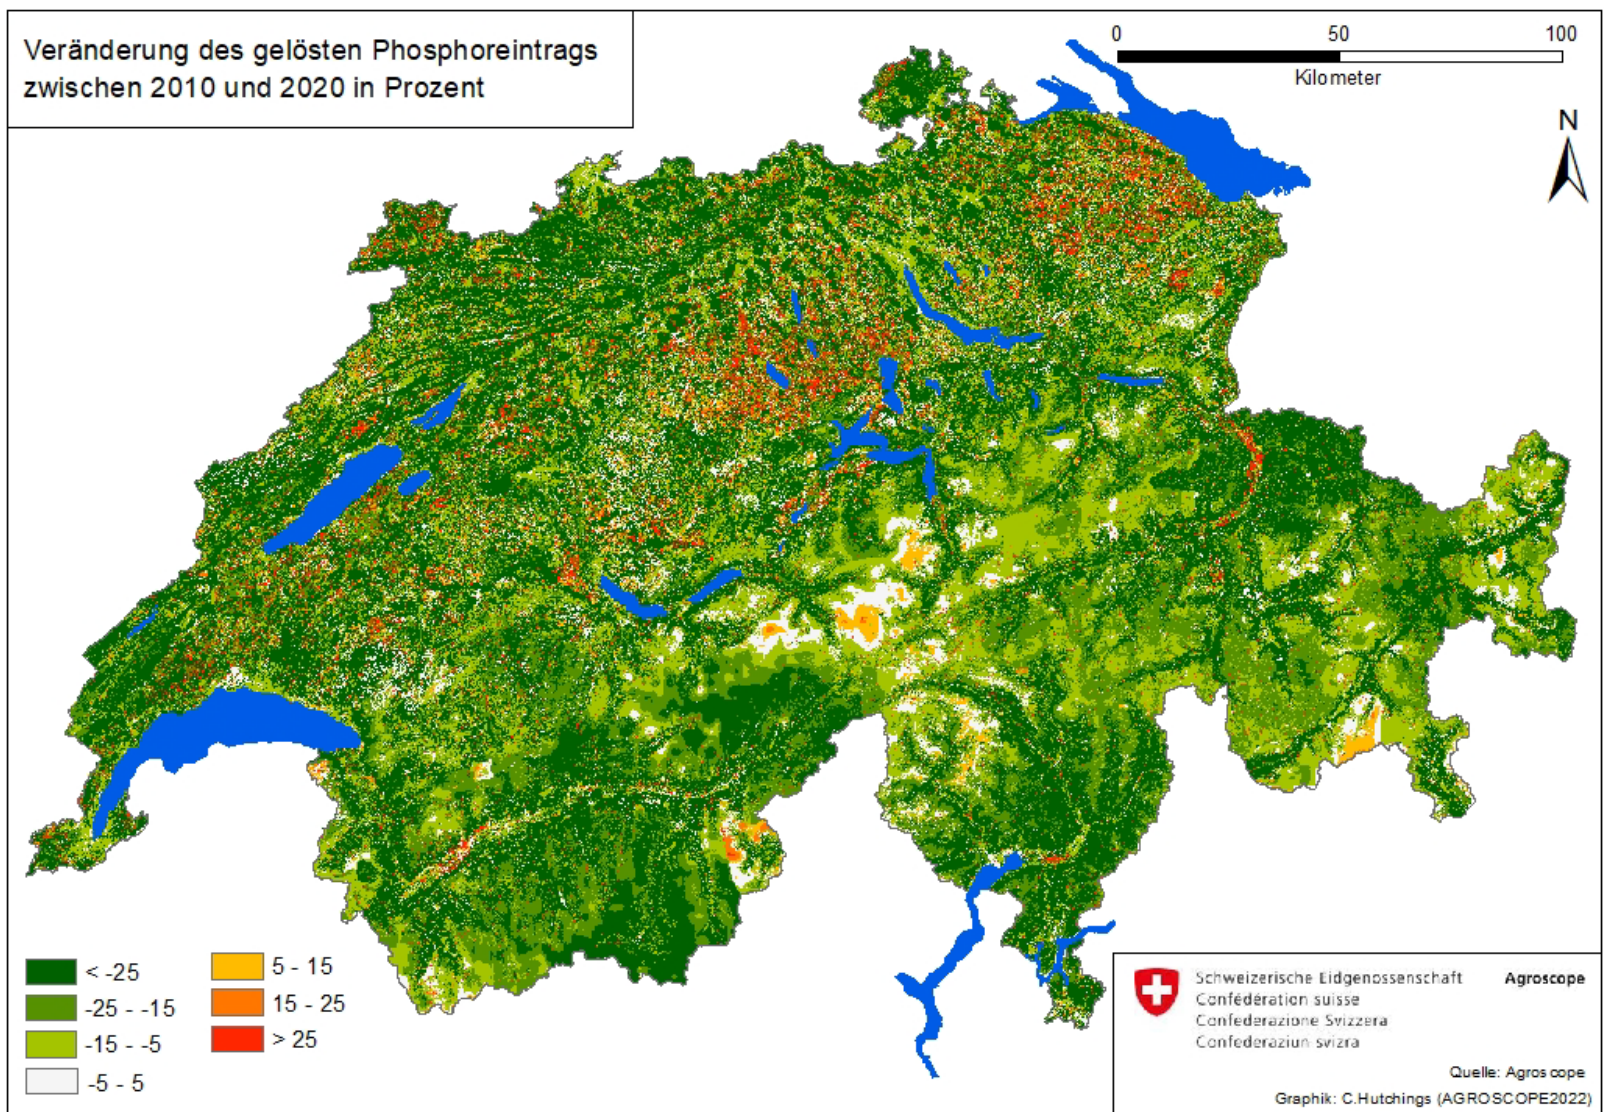 Veränderung des gelösten Phosphoreintrags
zwischen 2010 und 2020 in Prozent
0 50 100
Kilometer
N
< -25
-25 - -15
-15 - -5
-5 - 5
5 - 15
15 - 25
> 25
Schweizerische Eidgenossenschaft Agroscope
Confédération suisse
Confederazione Svizzera
Confederaziun svizra
Quelle: Agroscope
Graphik: C.Hutchings (AGROSCOPE2022)